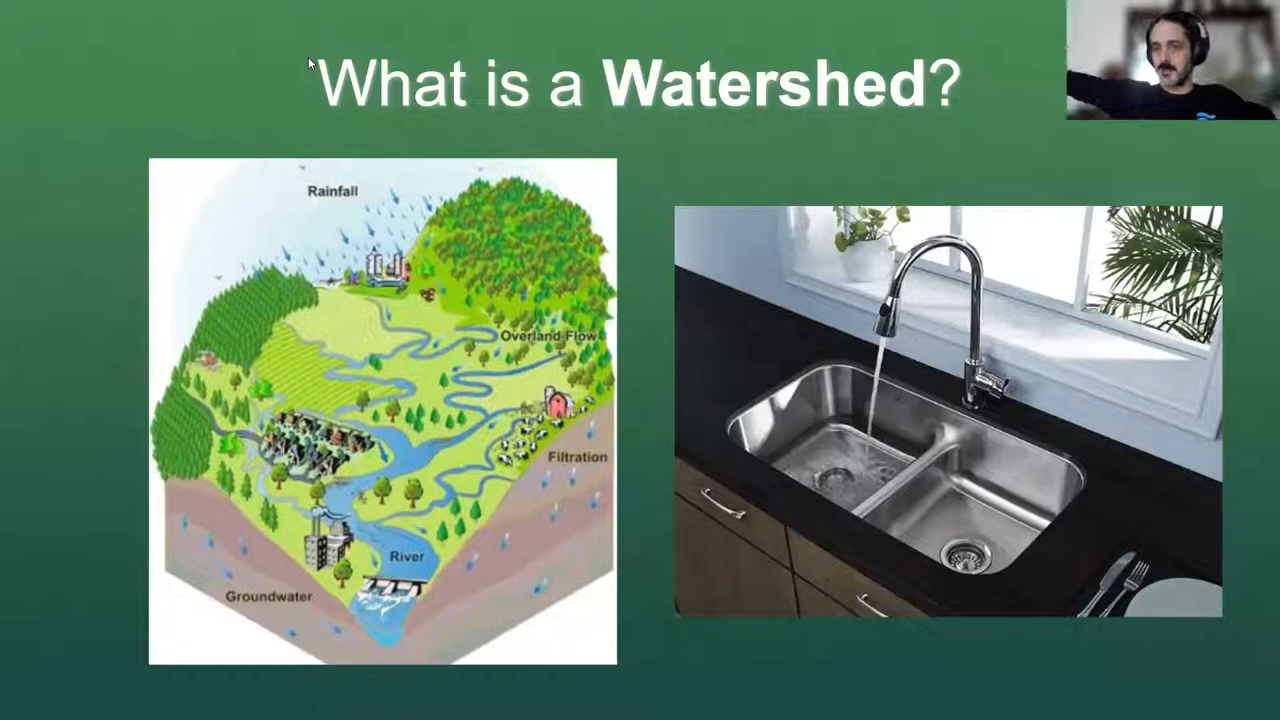 What is a Watershed?
Rainfall
Overland Flow
Filtration
River
Groundwater